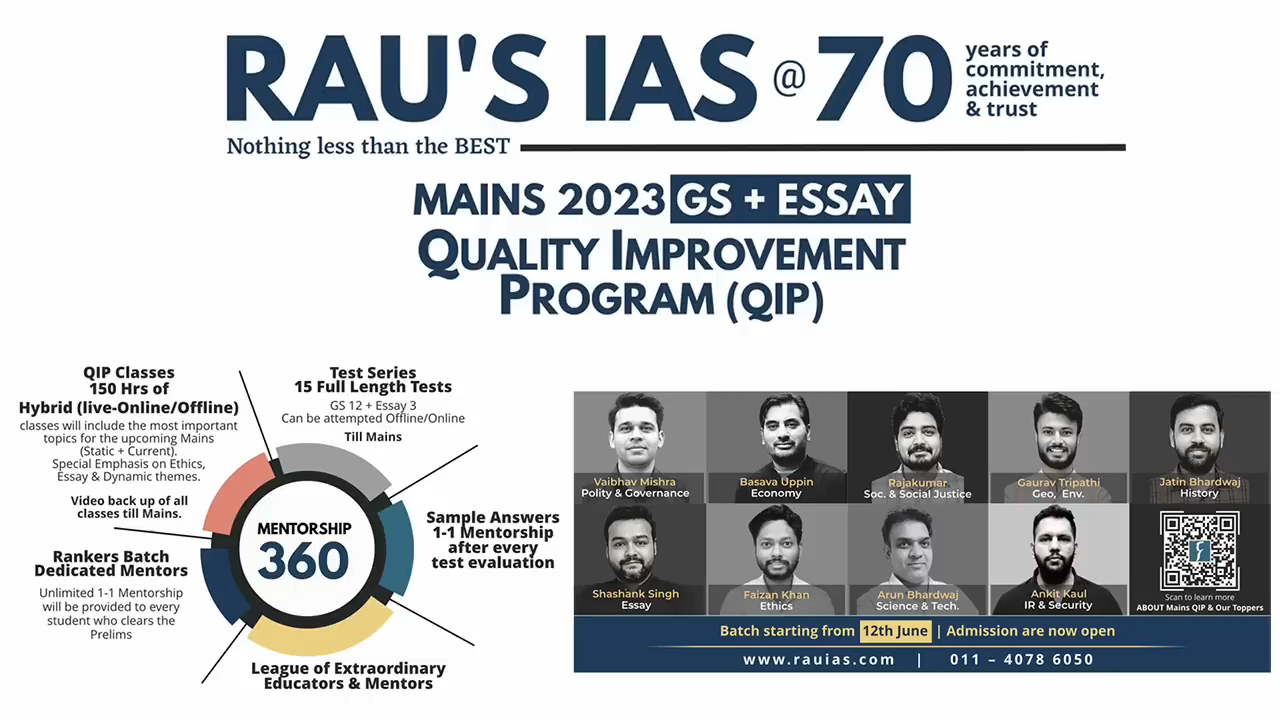 RAU'S IAS @ 70
years of
commitment,
achievement
& trust
Nothing less than the BEST
MAINS 2023 GS + ESSAY
QUALITY IMPROVEMENT
PROGRAM (QIP)
QIP Classes
150 Hrs of
Hybrid (live-Online/Offline)
classes will include the most important
topics for the upcoming Mains
(Static + Current).
Special Emphasis on Ethics,
Essay & Dynamic themes.
Video back up of all
classes till Mains.
Test Series
15 Full Length Tests
GS 12 + Essay 3
Can be attempted Offline/Online
Till Mains
MENTORSHIP
360
Sample Answers
1-1 Mentorship
after every
test evaluation
Rankers Batch
Dedicated Mentors
Unlimited 1-1 Mentorship
will be provided to every
student who clears the
Prelims
League of Extraordinary
Educators & Mentors
Vaibhav Mishra
Polity & Governance
Basava Uppin
Economy
Rajakumar
Soc. & Social Justice
Gaurav Tripathi
Geo, Env.
Jatin Bhardwaj
History
Shashank Singh
Essay
Faizan Khan
Ethics
Arun Bhardwaj
Science & Tech.
Ankit Kaul
IR & Security
Scan to learn more
ABOUT Mains QIP & Our Toppers
Batch starting from 12th June | Admission are now open
www.rauias.com | 011 – 4078 6050